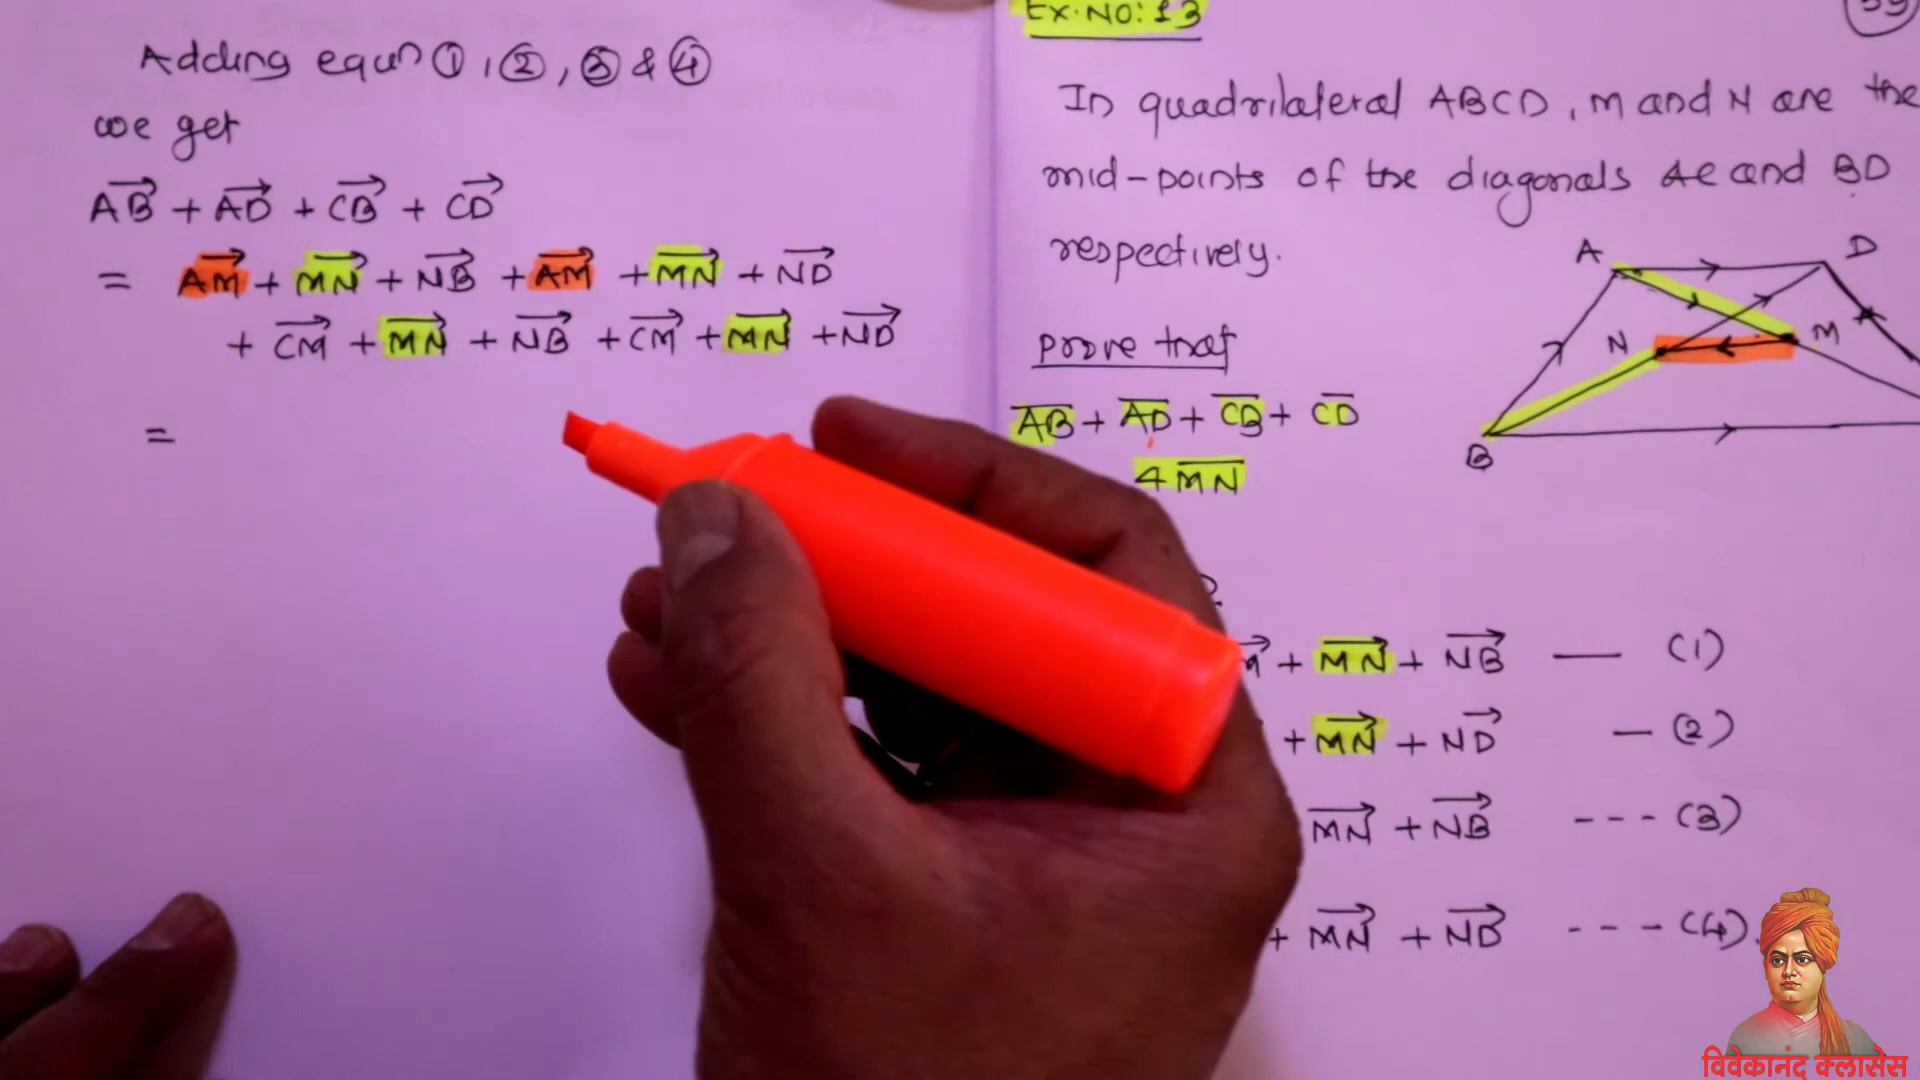 Adding equn ①, ②, ③ & ④
we get
AB + AD + CB + CD
= AM + MN + NB + AM + MN + ND
+ CM + MN + NB + CM + MN + ND
=
EX.NO:13
In quadrilateral ABCD, M and N are the
mid-points of the diagonals AC and BD
respectively.
Prove that
AB + AD + CB + CD
4 MN
A
D
N
M
B
+ MN + NB — (1)
+ MN + ND — (2)
MN + NB --- (3)
+ MN + ND --- (4).
विवेकानंद क्लासेस